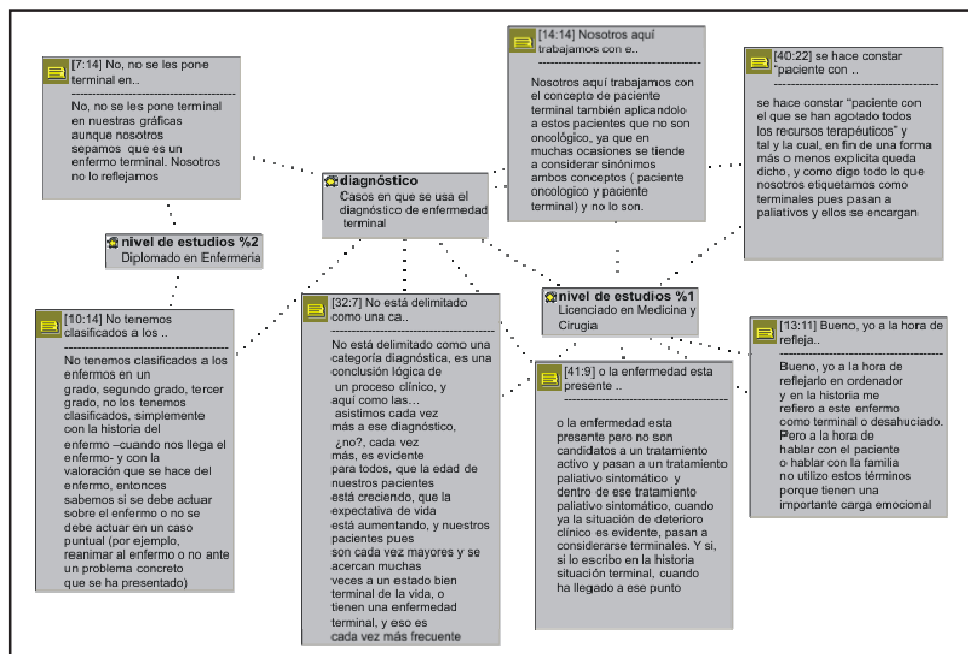 [7:14] No, no se les pone
terminal en..
No, no se les pone terminal
en nuestras gráficas
aunque nosotros
sepamos que es un
enfermo terminal. Nosotros
no lo reflejamos
[14:14] Nosotros aquí
trabajamos con e..
Nosotros aquí trabajamos con
el concepto de paciente
terminal también aplicandolo
a estos pacientes que no son
oncológico, ya que en
muchas ocasiones se tiende
a considerar sinónimos
ambos conceptos ( paciente
oncologico y paciente
terminal) y no lo son.
[40:22] se hace constar
“paciente con ..
se hace constar “paciente con
el que se han agotado todos
los recursos terapéuticos” y
tal y la cual, en fin de una forma
más o menos explicita queda
dicho, y como digo todo lo que
nosotros etiquetamos como
terminales pues pasan a
paliativos y ellos se encargan
diagnóstico
Casos en que se usa el
diagnóstico de enfermedad
terminal
nivel de estudios %2
Diplomado en Enfermeria
nivel de estudios %1
Licenciado en Medicina y
Cirugia
[10:14] No tenemos
clasificados a los ..
No tenemos clasificados a los
enfermos en un
grado, segundo grado, tercer
grado, no los tenemos
clasificados, simplemente
con la historia del
enfermo –cuando nos llega el
enfermo- y con la
valoración que se hace del
enfermo, entonces
sabemos si se debe actuar
sobre el enfermo o no se
debe actuar en un caso
puntual (por ejemplo,
reanimar al enfermo o no ante
un problema concreto
que se ha presentado)
[32:7] No está delimitado
como una ca..
No está delimitado como una
categoría diagnóstica, es una
conclusión lógica de
un proceso clínico, y
aquí como las…
asistimos cada vez
más a ese diagnóstico,
¿no?, cada vez
más, es evidente
para todos, que la edad de
nuestros pacientes
está creciendo, que la
expectativa de vida
está aumentando, y nuestros
pacientes pues
son cada vez mayores y se
acercan muchas
veces a un estado bien
terminal de la vida, o
tienen una enfermedad
terminal, y eso es
cada vez más frecuente
[41:9] o la enfermedad esta
presente ..
o la enfermedad esta
presente pero no son
candidatos a un tratamiento
activo y pasan a un tratamiento
paliativo sintomático y
dentro de ese tratamiento
paliativo sintomático, cuando
ya la situación de deterioro
clínico es evidente, pasan a
considerarse terminales. Y si,
si lo escribo en la historia
situación terminal, cuando
ha llegado a ese punto
[13:11] Bueno, yo a la hora de
refleja..
Bueno, yo a la hora de
reflejarlo en ordenador
y en la historia me
refiero a este enfermo
como terminal o desahuciado.
Pero a la hora de
hablar con el paciente
o hablar con la familia
no utilizo estos términos
porque tienen una
importante carga emocional